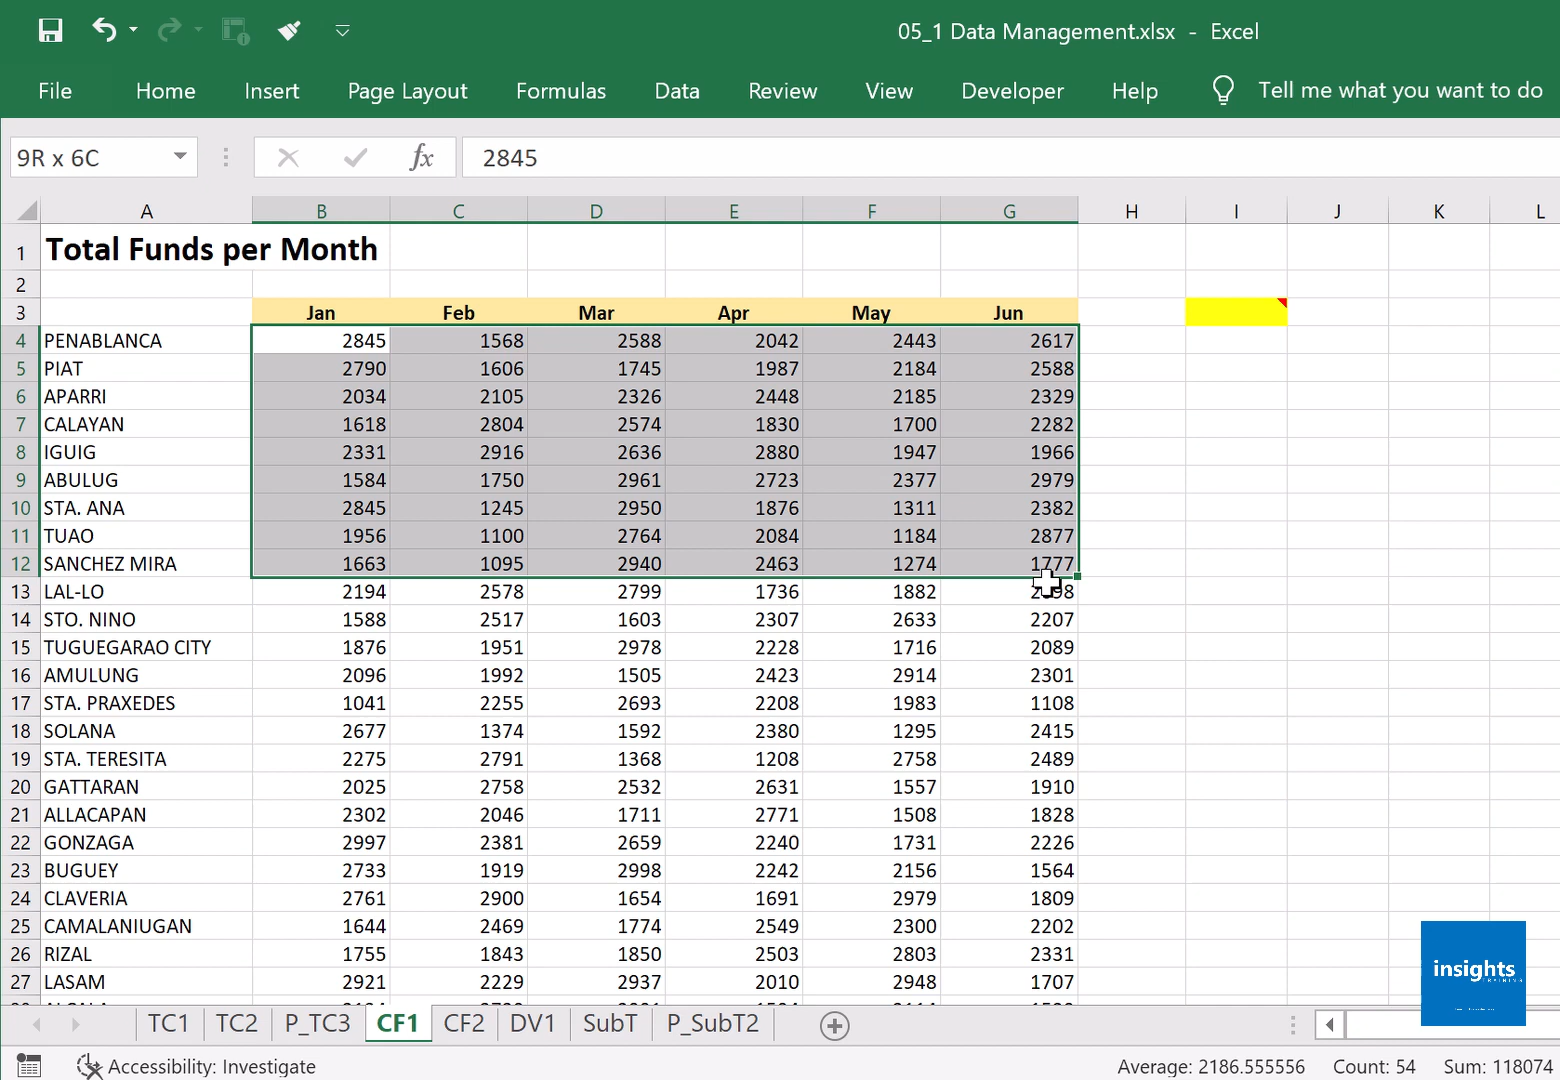 05_1 Data Management.xlsx - Excel
File Home Insert Page Layout Formulas Data Review View Developer Help Tell me what you want to do
9R x 6C fx 2845
A B C D E F G H I J K L
1 Total Funds per Month
2
3 Jan Feb Mar Apr May Jun
4 PENABLANCA 2845 1568 2588 2042 2443 2617
5 PIAT 2790 1606 1745 1987 2184 2588
6 APARRI 2034 2105 2326 2448 2185 2329
7 CALAYAN 1618 2804 2574 1830 1700 2282
8 IGUIG 2331 2916 2636 2880 1947 1966
9 ABULUG 1584 1750 2961 2723 2377 2979
10 STA. ANA 2845 1245 2950 1876 1311 2382
11 TUAO 1956 1100 2764 2084 1184 2877
12 SANCHEZ MIRA 1663 1095 2940 2463 1274 1777
13 LAL-LO 2194 2578 2799 1736 1882
14 STO. NINO 1588 2517 1603 2307 2633 2207
15 TUGUEGARAO CITY 1876 1951 2978 2228 1716 2089
16 AMULUNG 2096 1992 1505 2423 2914 2301
17 STA. PRAXEDES 1041 2255 2693 2208 1983 1108
18 SOLANA 2677 1374 1592 2380 1295 2415
19 STA. TERESITA 2275 2791 1368 1208 2758 2489
20 GATTARAN 2025 2758 2532 2631 1557 1910
21 ALLACAPAN 2302 2046 1711 2771 1508 1828
22 GONZAGA 2997 2381 2659 2240 1731 2226
23 BUGUEY 2733 1919 2998 2242 2156 1564
24 CLAVERIA 2761 2900 1654 1691 2979 1809
25 CAMALANIUGAN 1644 2469 1774 2549 2300 2202
26 RIZAL 1755 1843 1850 2503 2803 2331
27 LASAM 2921 2229 2937 2010 2948 1707
insights
TRAINING
TC1 TC2 P_TC3 CF1 CF2 DV1 SubT P_SubT2
Accessibility: Investigate Average: 2186.555556 Count: 54 Sum: 118074